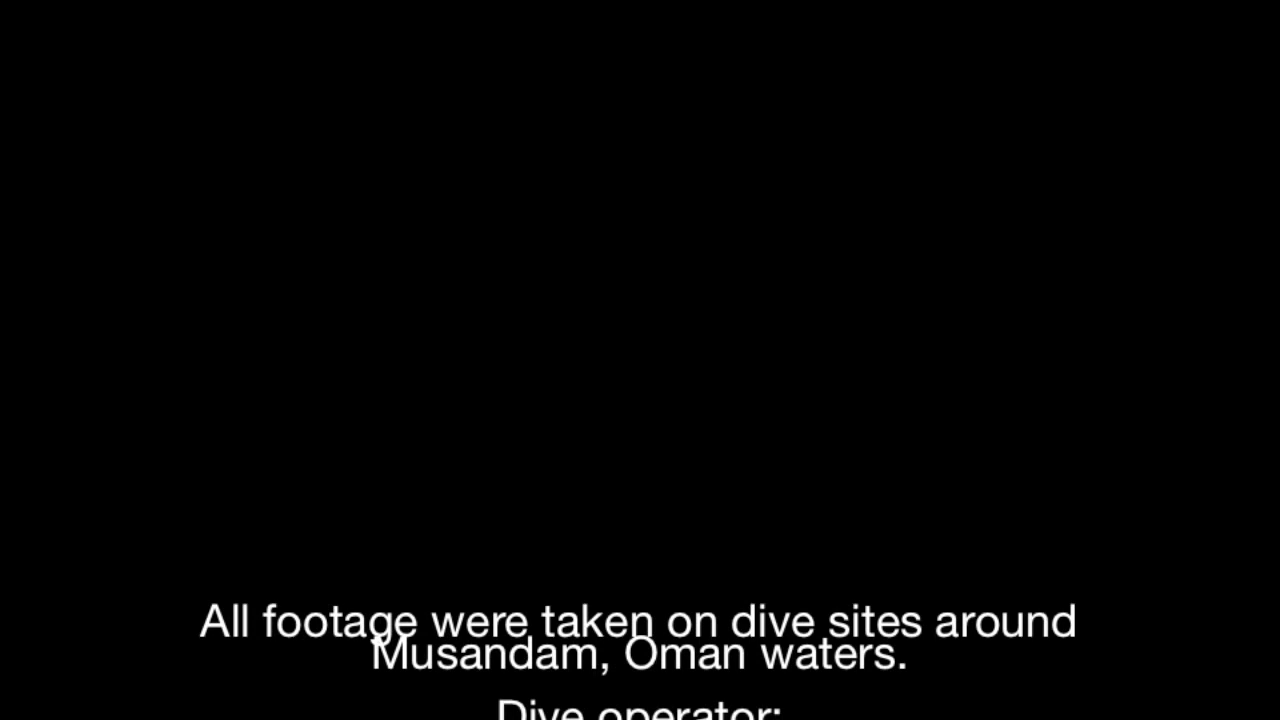 All footage were taken on dive sites around
Musandam, Oman waters.
Dive operator: